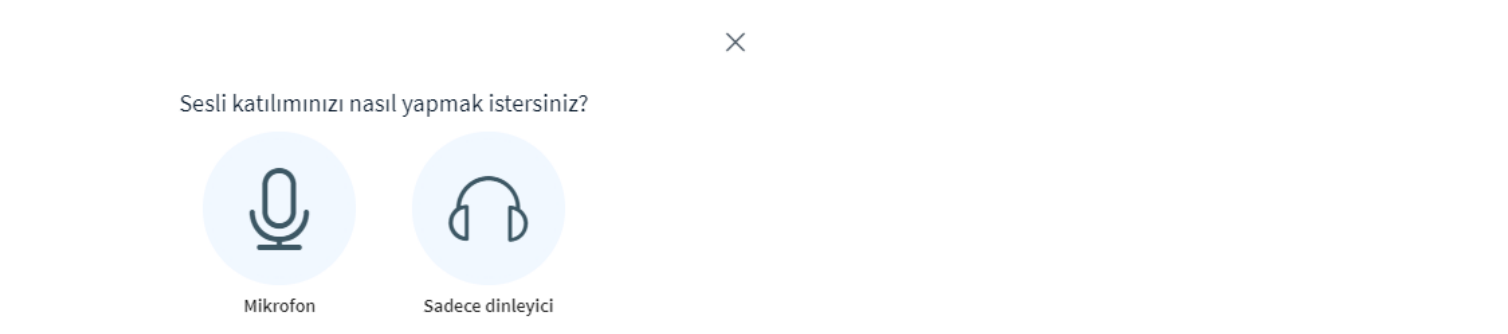 Sesli katılımınızı nasıl yapmak istersiniz?
Mikrofon
Sadece dinleyici